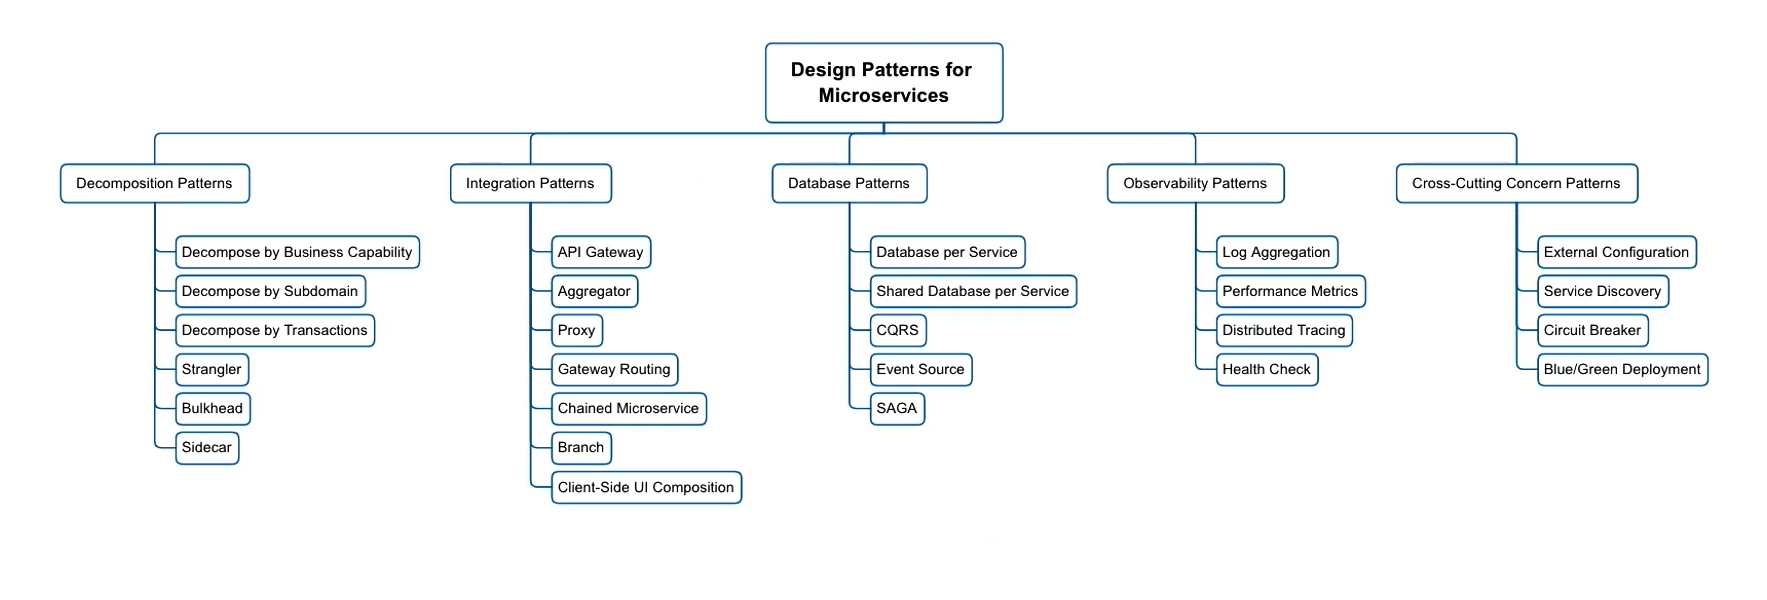 Design Patterns for
Microservices
Decomposition Patterns
Decompose by Business Capability
Decompose by Subdomain
Decompose by Transactions
Strangler
Bulkhead
Sidecar
Integration Patterns
API Gateway
Aggregator
Proxy
Gateway Routing
Chained Microservice
Branch
Client-Side UI Composition
Database Patterns
Database per Service
Shared Database per Service
CQRS
Event Source
SAGA
Observability Patterns
Log Aggregation
Performance Metrics
Distributed Tracing
Health Check
Cross-Cutting Concern Patterns
External Configuration
Service Discovery
Circuit Breaker
Blue/Green Deployment